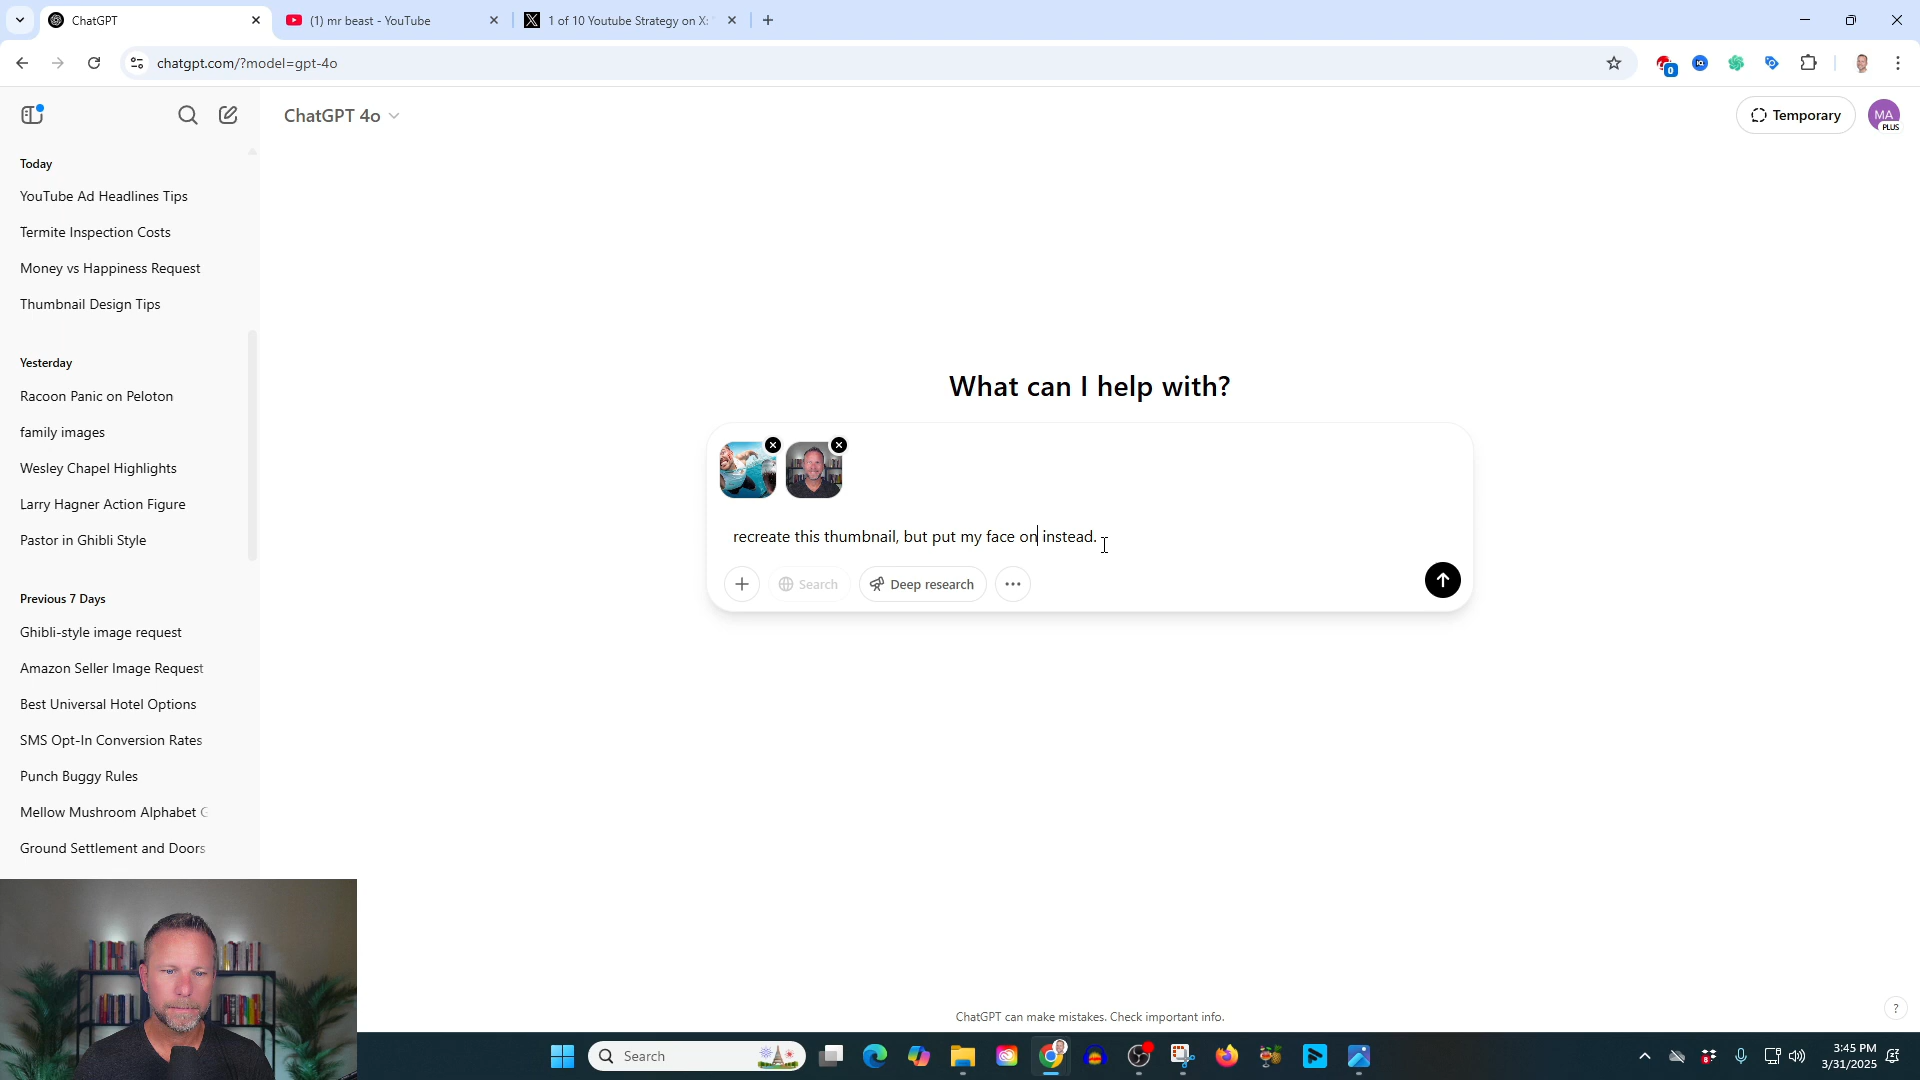 ChatGPT
(1) mr beast - YouTube
1 of 10 Youtube Strategy on X:
chatgpt.com/?model=gpt-4o
0
ChatGPT 4o
Temporary
MA
PLUS
Today
YouTube Ad Headlines Tips
Termite Inspection Costs
Money vs Happiness Request
Thumbnail Design Tips
Yesterday
Racoon Panic on Peloton
family images
Wesley Chapel Highlights
Larry Hagner Action Figure
Pastor in Ghibli Style
Previous 7 Days
Ghibli-style image request
Amazon Seller Image Request
Best Universal Hotel Options
SMS Opt-In Conversion Rates
Punch Buggy Rules
Mellow Mushroom Alphabet G
Ground Settlement and Doors
What can I help with?
recreate this thumbnail, but put my face on instead.
Search
Deep research
ChatGPT can make mistakes. Check important info.
?
Search
3:45 PM
3/31/2025